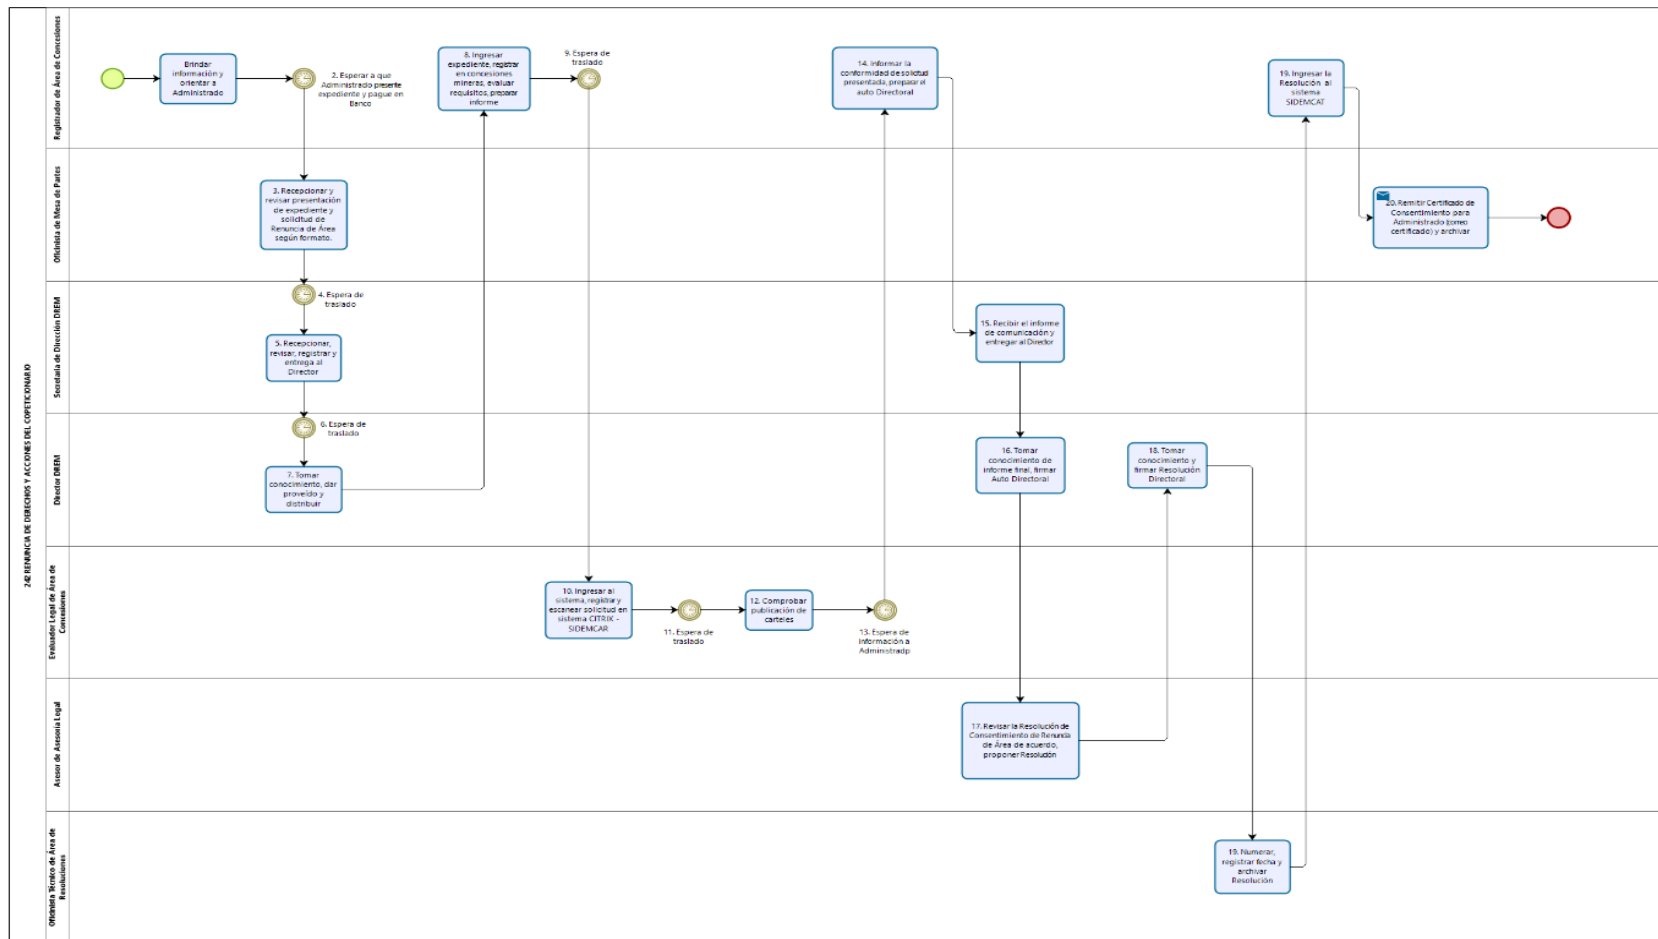 242 RENUNCIA DE DERECHOS Y ACCIONES DEL COPETICIONARIO
Registrador de Área de Concesiones
Brindar
información y
orientar a
Administrado
2. Esperar a que
Administrado presente
expediente y pague en
Banco
8. Ingresar
expediente, registrar
en concesiones
mineras, evaluar
requisitos, preparar
informe
9. Espera de
traslado
14. Informar la
conformidad de solicitud
presentada, preparar el
auto Directoral
19. Ingresar la
Resolución al
sistema
SIDEMCAT
Oficinista de Mesa de Partes
3. Recepcionar y
revisar presentación
de expediente y
solicitud de
Renuncia de Área
según formato.
20. Remitir Certificado de
Consentimiento para
Administrado (correo
certificado) y archivar
Secretaria de Dirección DREM
4. Espera de
traslado
5. Recepcionar,
revisar, registrar y
entrega al
Director
15. Recibir el informe
de comunicación y
entregar al Director
Director DREM
6. Espera de
traslado
7. Tomar
conocimiento, dar
proveído y
distribuir
16. Tomar
conocimiento de
informe final, firmar
Auto Directoral
18. Tomar
conocimiento y
firmar Resolución
Directoral
Evaluador Legal de Área de
Concesiones
10. Ingresar al
sistema, registrar y
escanear solicitud en
sistema CITRIX -
SIDEMCAR
11. Espera de
traslado
12. Comprobar
publicación de
carteles
13. Espera de
información a
Administradp
Asesor de Asesoría Legal
17. Revisar la Resolución de
Consentimiento de Renuncia
de Área de acuerdo,
proponer Resolución
Oficinista Técnico de Área de
Resoluciones
19. Numerar,
registrar fecha y
archivar
Resolución